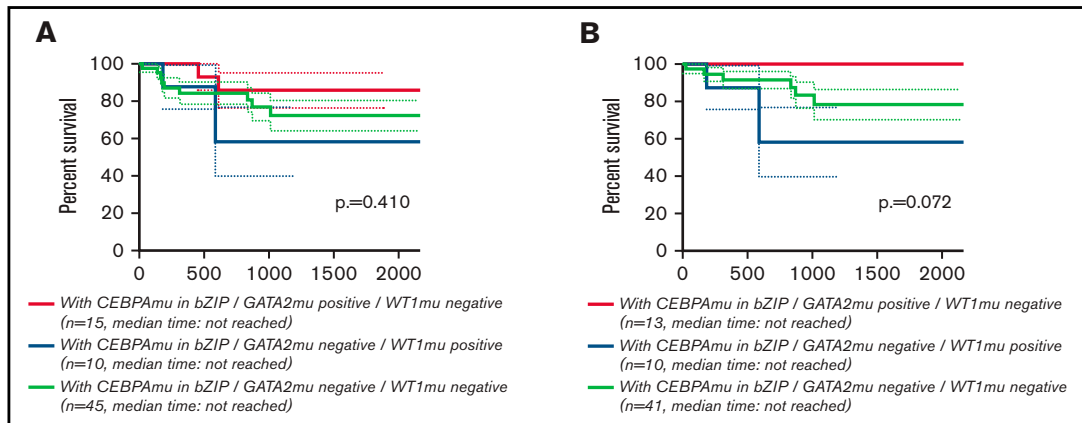 A
Percent survival
100
80
60
40
20
0
p.=0.410
0 500 1000 1500 2000
With CEBPAmu in bZIP / GATA2mu positive / WT1mu negative
(n=15, median time: not reached)
With CEBPAmu in bZIP / GATA2mu negative / WT1mu positive
(n=10, median time: not reached)
With CEBPAmu in bZIP / GATA2mu negative / WT1mu negative
(n=45, median time: not reached)
B
Percent survival
100
80
60
40
20
0
p.=0.072
0 500 1000 1500 2000
With CEBPAmu in bZIP / GATA2mu positive / WT1mu negative
(n=13, median time: not reached)
With CEBPAmu in bZIP / GATA2mu negative / WT1mu positive
(n=10, median time: not reached)
With CEBPAmu in bZIP / GATA2mu negative / WT1mu negative
(n=41, median time: not reached)